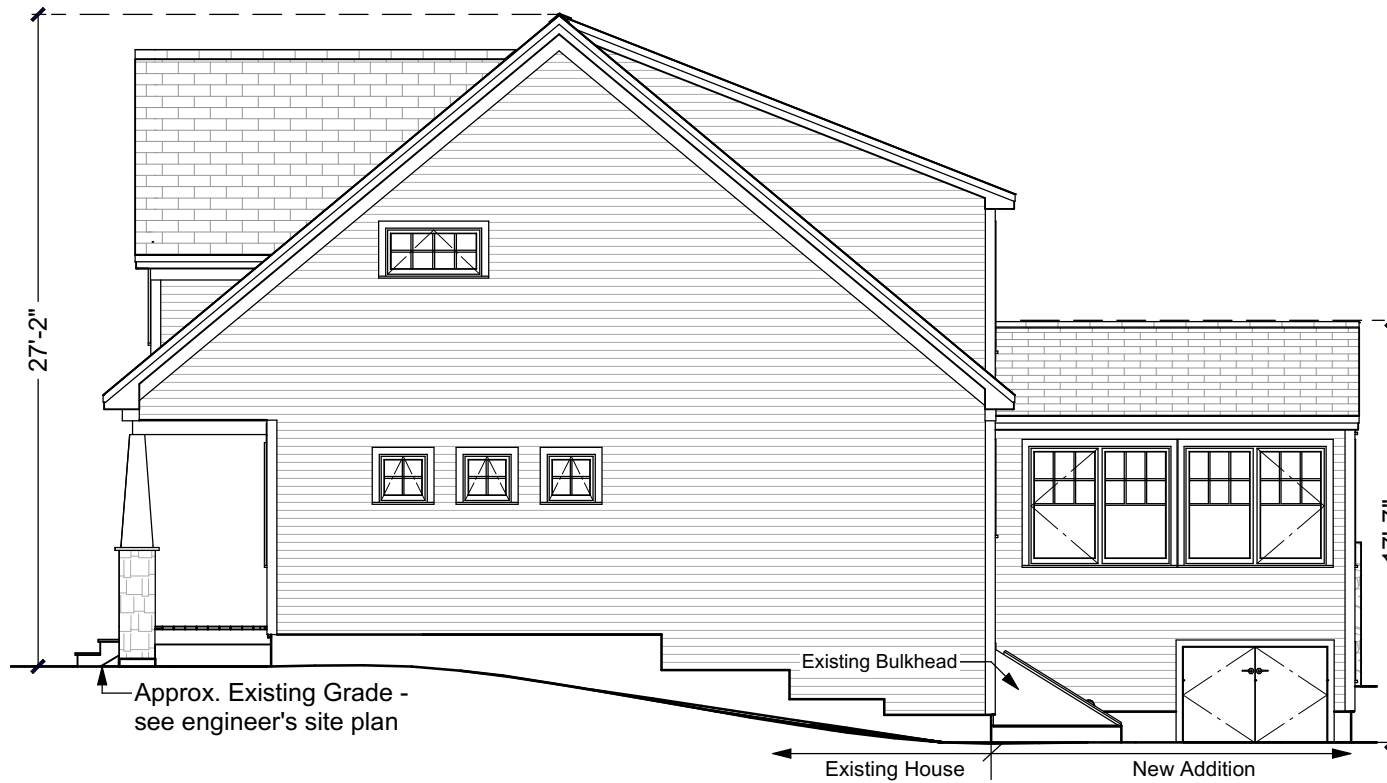 27'-2"
Existing Bulkhead
Approx. Existing Grade -
see engineer's site plan
Existing House
New Addition